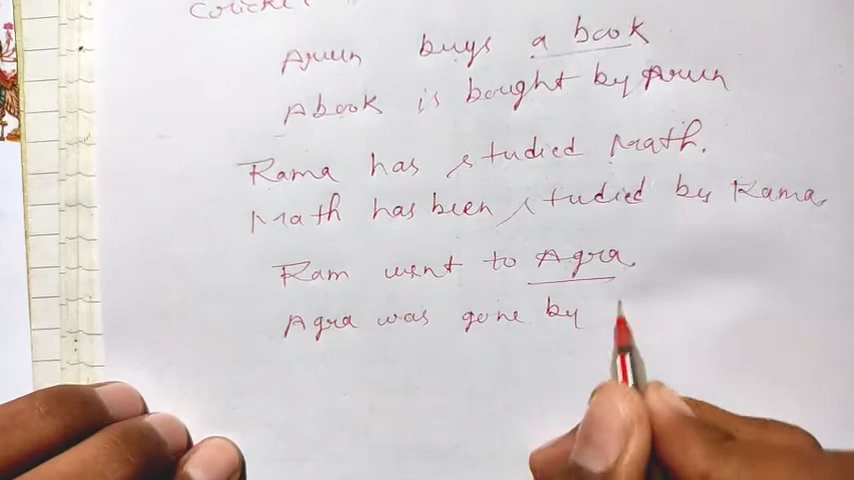 Cricket
Arun buys a book
A book is bought by Arun
Rama has studied Math.
Math has been studied by Rama.
Ram went to Agra.
Agra was gone by